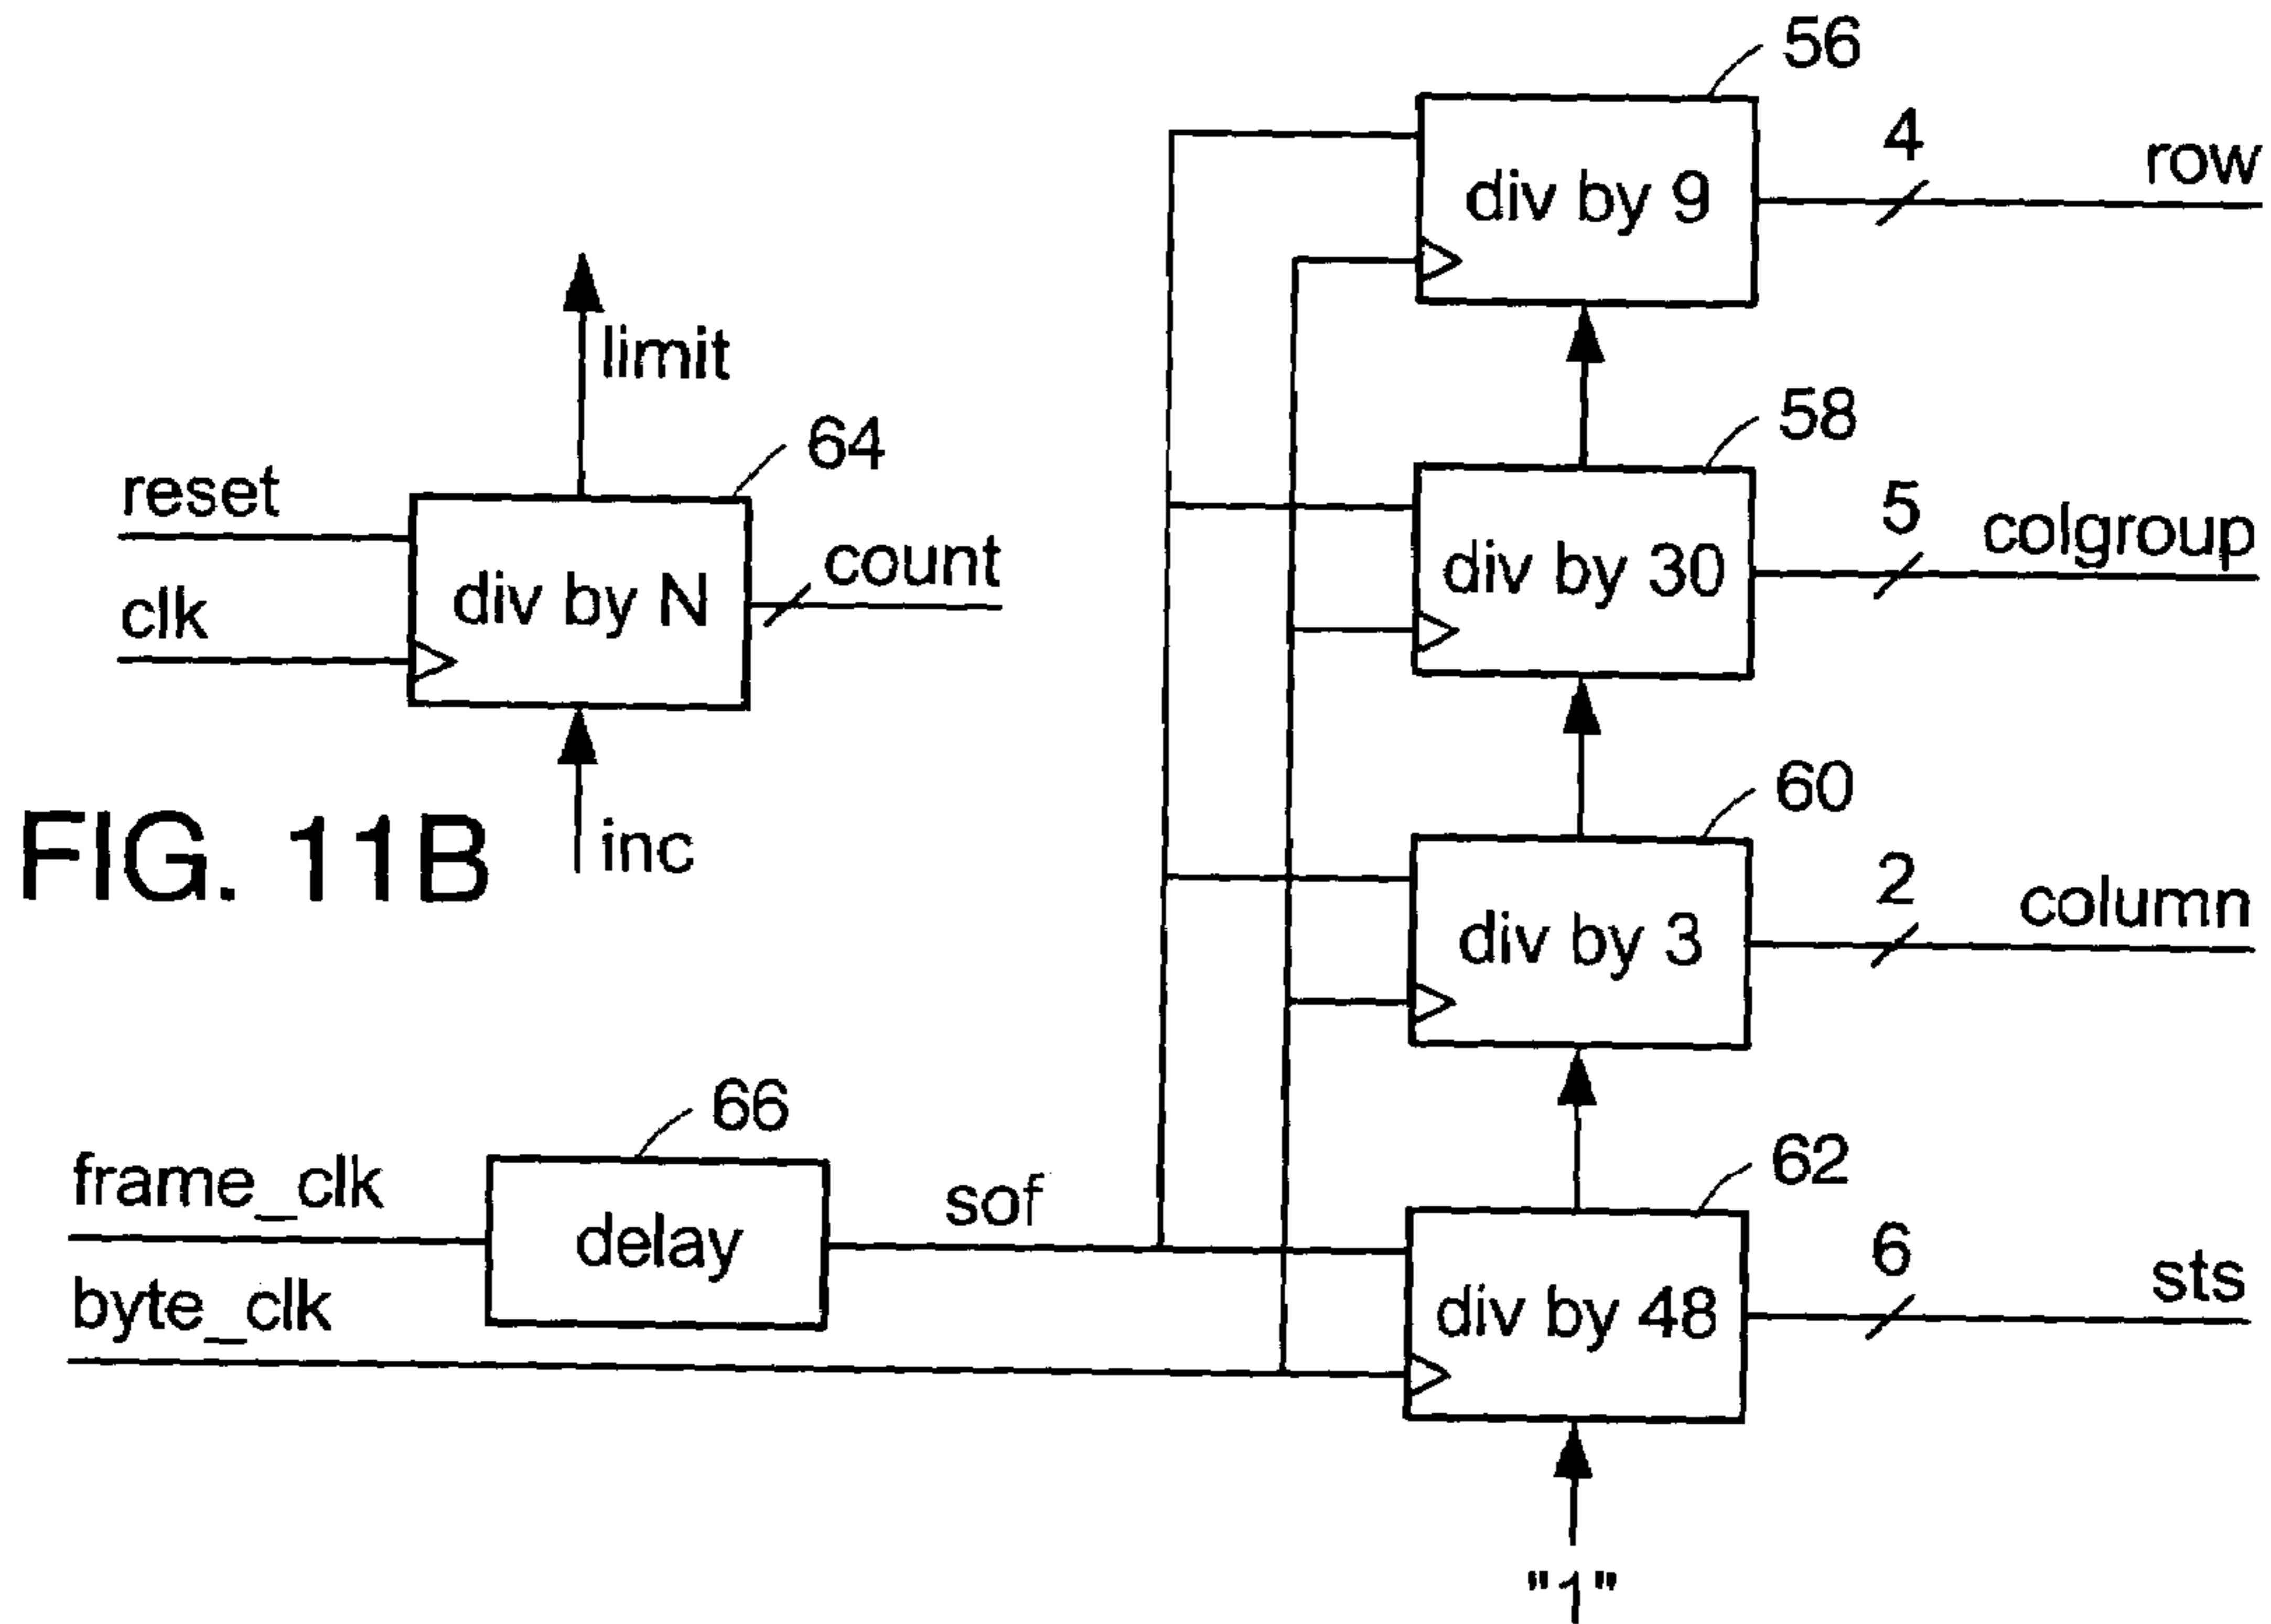 56
div by 9
4
row
limit
64
reset
clk
div by N
count
inc
FIG. 11B
58
div by 30
5
colgroup
60
div by 3
2
column
66
frame_clk
byte_clk
delay
sof
62
div by 48
6
sts
"1"